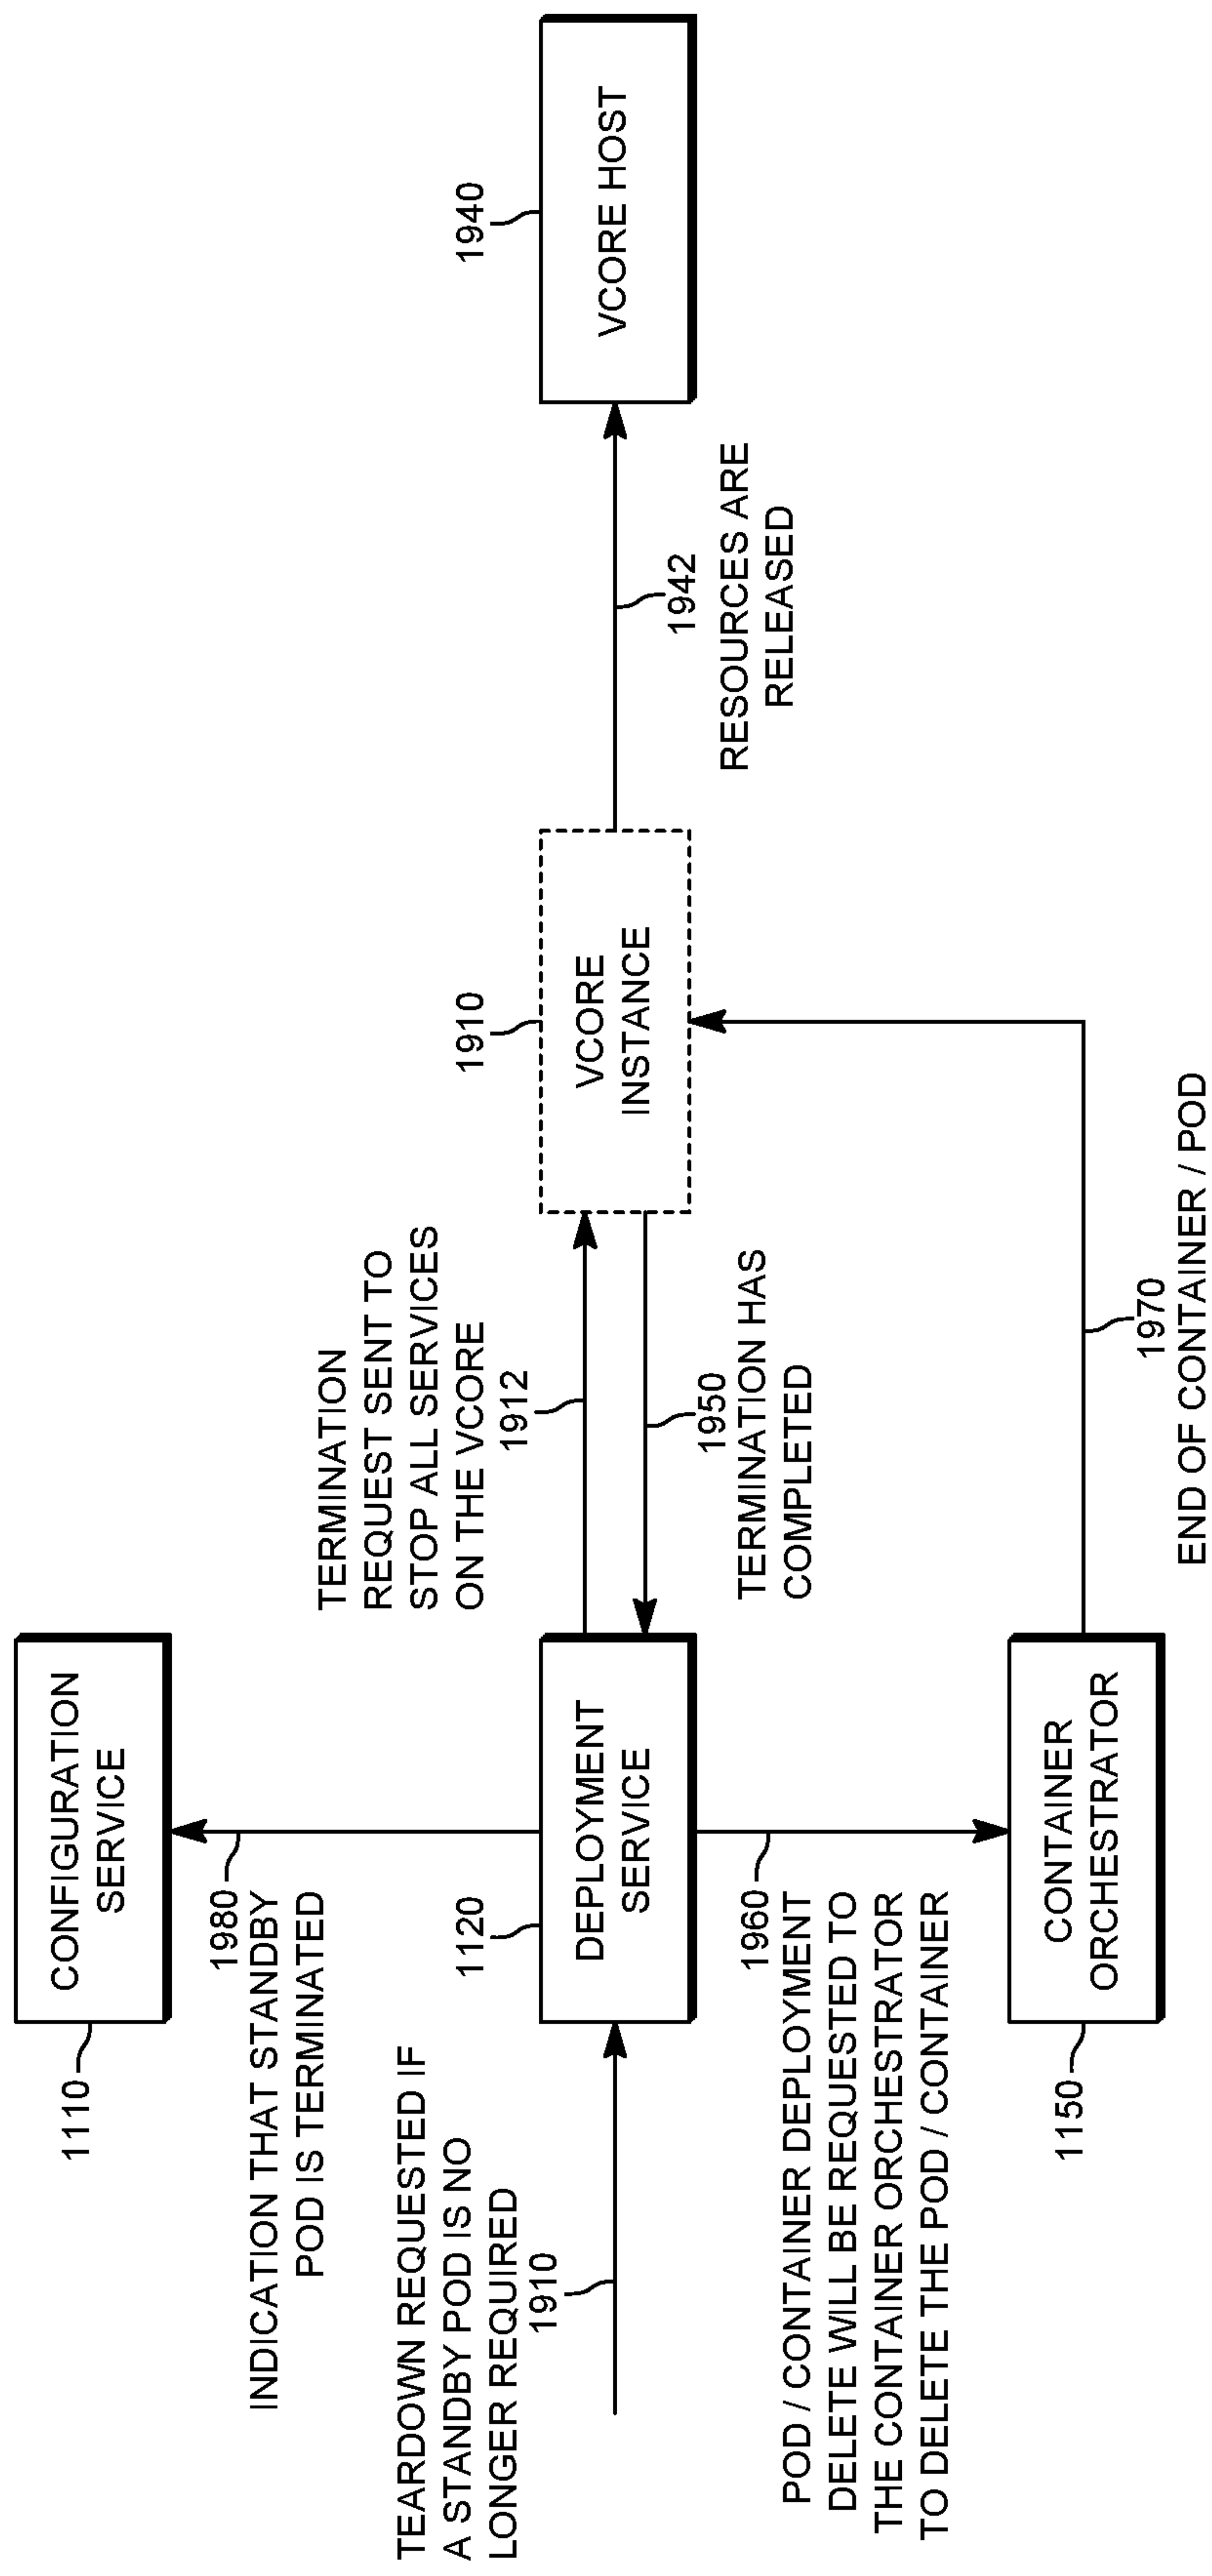 1110
CONFIGURATION
SERVICE
1980
INDICATION THAT STANDBY
POD IS TERMINATED
TEARDOWN REQUESTED IF
A STANDBY POD IS NO
LONGER REQUIRED
1910
1120
DEPLOYMENT
SERVICE
TERMINATION
REQUEST SENT TO
STOP ALL SERVICES
ON THE VCORE
1912
1950
TERMINATION HAS
COMPLETED
1910
VCORE
INSTANCE
1942
RESOURCES ARE
RELEASED
1940
VCORE HOST
1960
POD / CONTAINER DEPLOYMENT
DELETE WILL BE REQUESTED TO
THE CONTAINER ORCHESTRATOR
TO DELETE THE POD / CONTAINER
1150
CONTAINER
ORCHESTRATOR
1970
END OF CONTAINER / POD